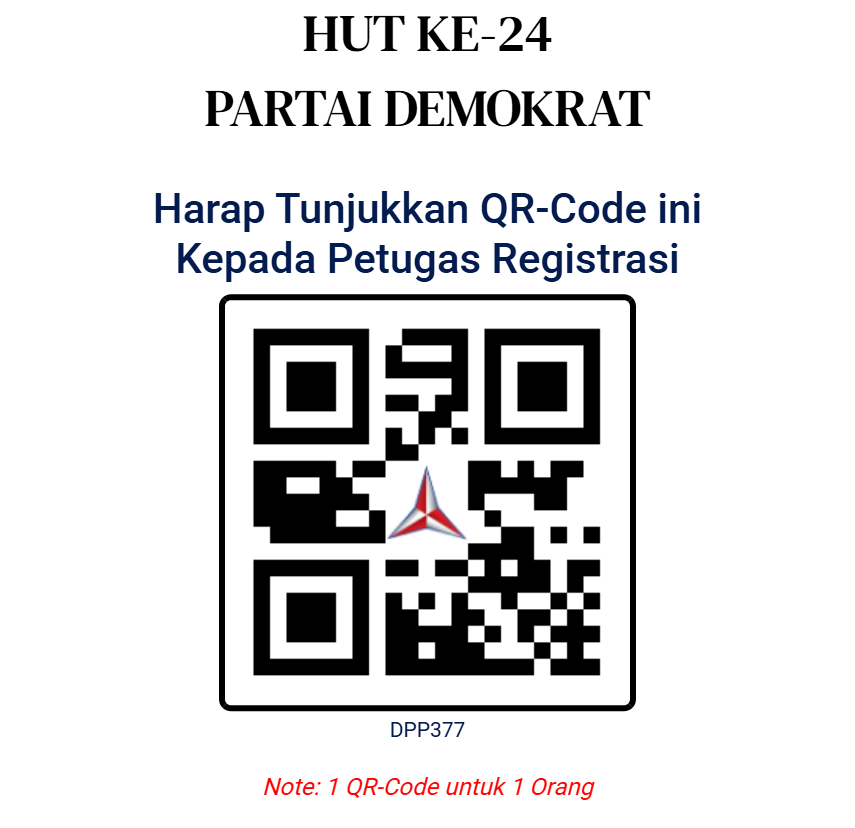 HUT KE-24
PARTAI DEMOKRAT
Harap Tunjukkan QR-Code ini
Kepada Petugas Registrasi
DPP377
Note: 1 QR-Code untuk 1 Orang